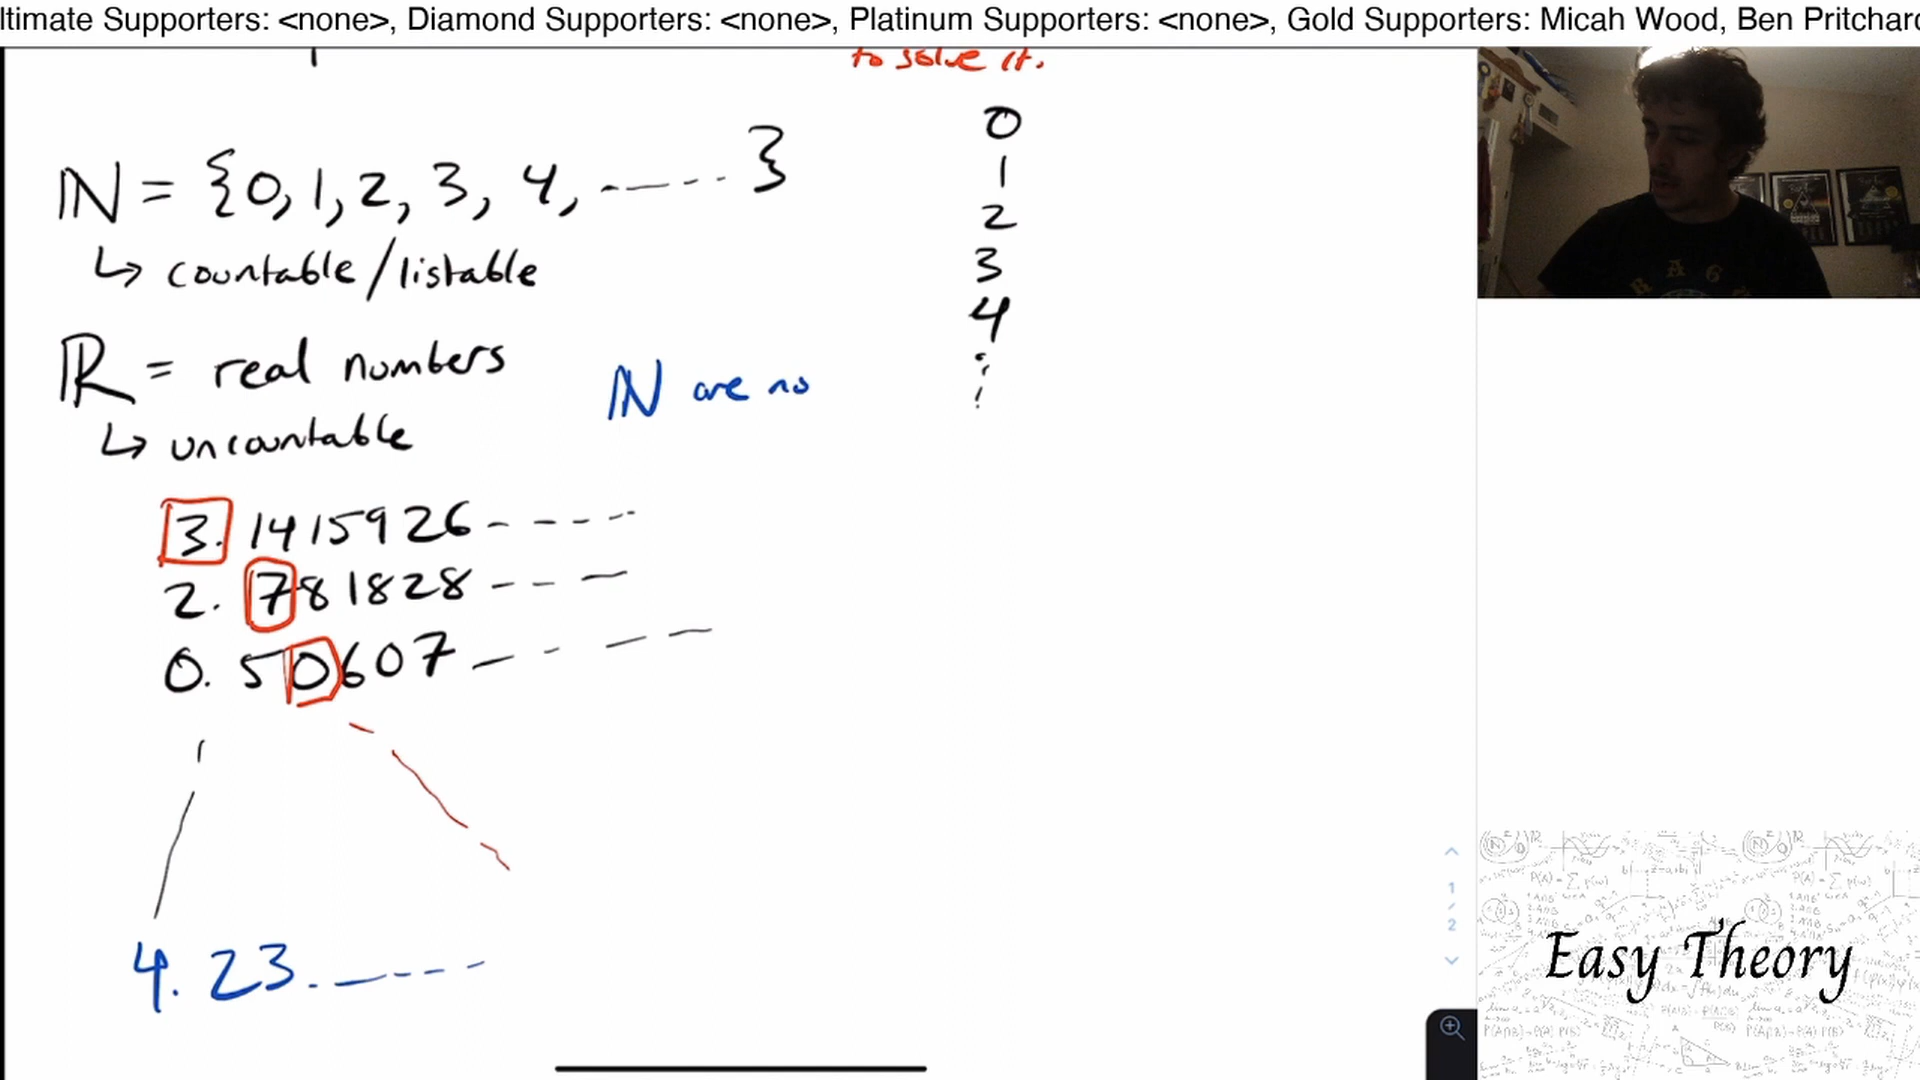 ltimate Supporters: <none>, Diamond Supporters: <none>, Platinum Supporters: <none>, Gold Supporters: Micah Wood, Ben Pritchard
to solve it.
ℕ = {0, 1, 2, 3, 4, ..... }
↳ countable/listable
ℝ = real numbers
↳ uncountable
ℕ are no
0
1
2
3
4
3. 1415926 - - - -
2. 781828 - - -
0. 50607 - - - -
4. 23. - - - -
1
2
Easy Theory